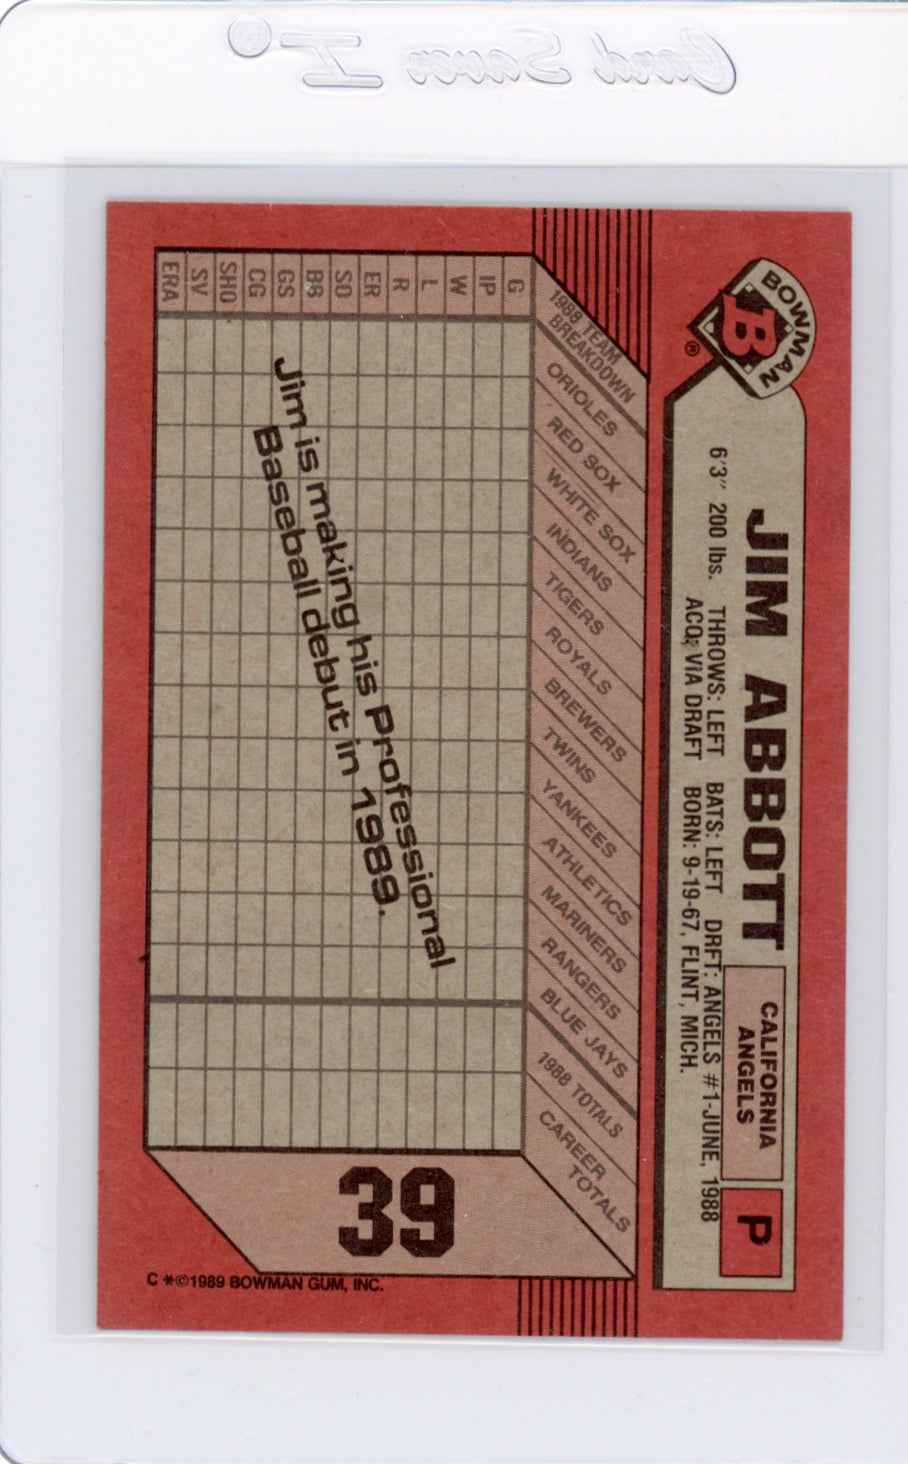 Card Saver I®
BOWMAN
B
®
JIM ABBOTT
CALIFORNIA
ANGELS
P
6'3" 200 lbs. THROWS: LEFT BATS: LEFT DRFT: ANGELS #1-JUNE, 1988
ACQ: VIA DRAFT BORN: 9-19-67, FLINT, MICH.
1988 TEAM
BREAKDOWN
ORIOLES
RED SOX
WHITE SOX
INDIANS
TIGERS
ROYALS
BREWERS
TWINS
YANKEES
ATHLETICS
MARINERS
RANGERS
BLUE JAYS
1988 TOTALS
CAREER
TOTALS
G
IP
W
L
R
ER
SO
BB
GS
CG
SHO
SV
ERA
Jim is making his Professional
Baseball debut in 1989.
39
C *©1989 BOWMAN GUM, INC.